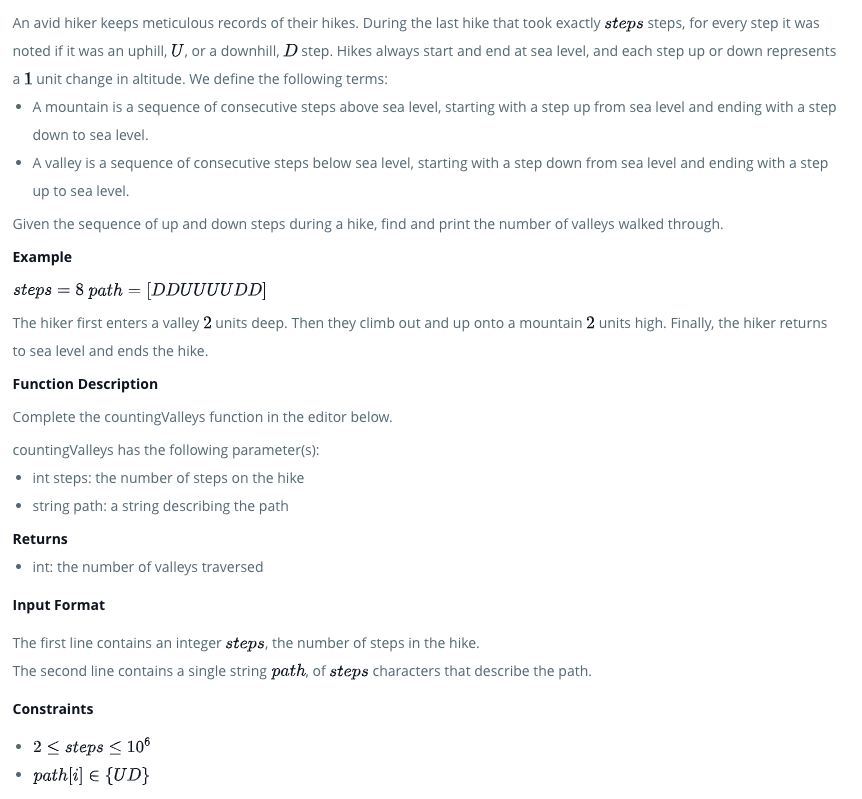 An avid hiker keeps meticulous records of their hikes. During the last hike that took exactly steps steps, for every step it was
noted if it was an uphill, U, or a downhill, D step. Hikes always start and end at sea level, and each step up or down represents
a 1 unit change in altitude. We define the following terms:
• A mountain is a sequence of consecutive steps above sea level, starting with a step up from sea level and ending with a step
down to sea level.
• A valley is a sequence of consecutive steps below sea level, starting with a step down from sea level and ending with a step
up to sea level.
Given the sequence of up and down steps during a hike, find and print the number of valleys walked through.
Example
steps = 8 path = [DDUUUUDD]
The hiker first enters a valley 2 units deep. Then they climb out and up onto a mountain 2 units high. Finally, the hiker returns
to sea level and ends the hike.
Function Description
Complete the countingValleys function in the editor below.
countingValleys has the following parameter(s):
• int steps: the number of steps on the hike
• string path: a string describing the path
Returns
• int: the number of valleys traversed
Input Format
The first line contains an integer steps, the number of steps in the hike.
The second line contains a single string path, of steps characters that describe the path.
Constraints
• 2 ≤ steps ≤ 10⁶
• path[i] ∈ {UD}